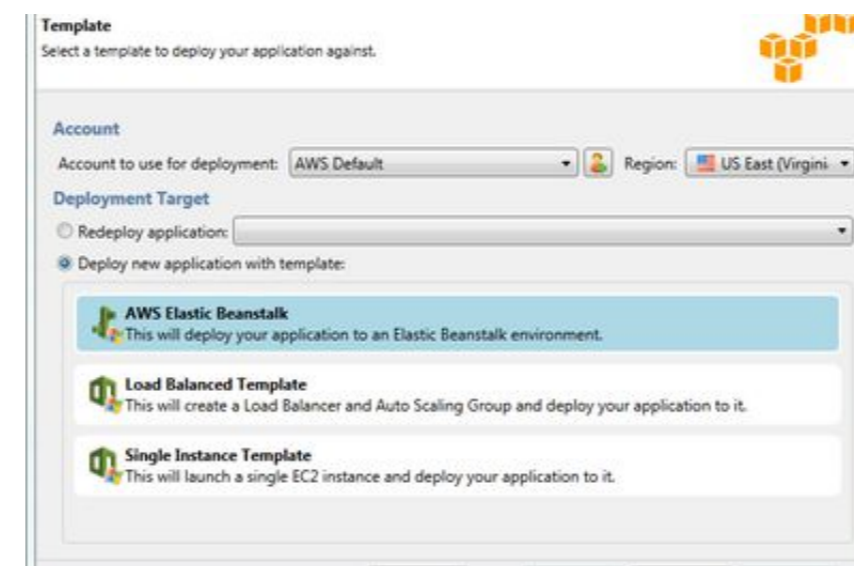 Template
Select a template to deploy your application against.
Account
Account to use for deployment: AWS Default Region: US East (Virgini
Deployment Target
Redeploy application:
Deploy new application with template:
AWS Elastic Beanstalk
This will deploy your application to an Elastic Beanstalk environment.
Load Balanced Template
This will create a Load Balancer and Auto Scaling Group and deploy your application to it.
Single Instance Template
This will launch a single EC2 instance and deploy your application to it.